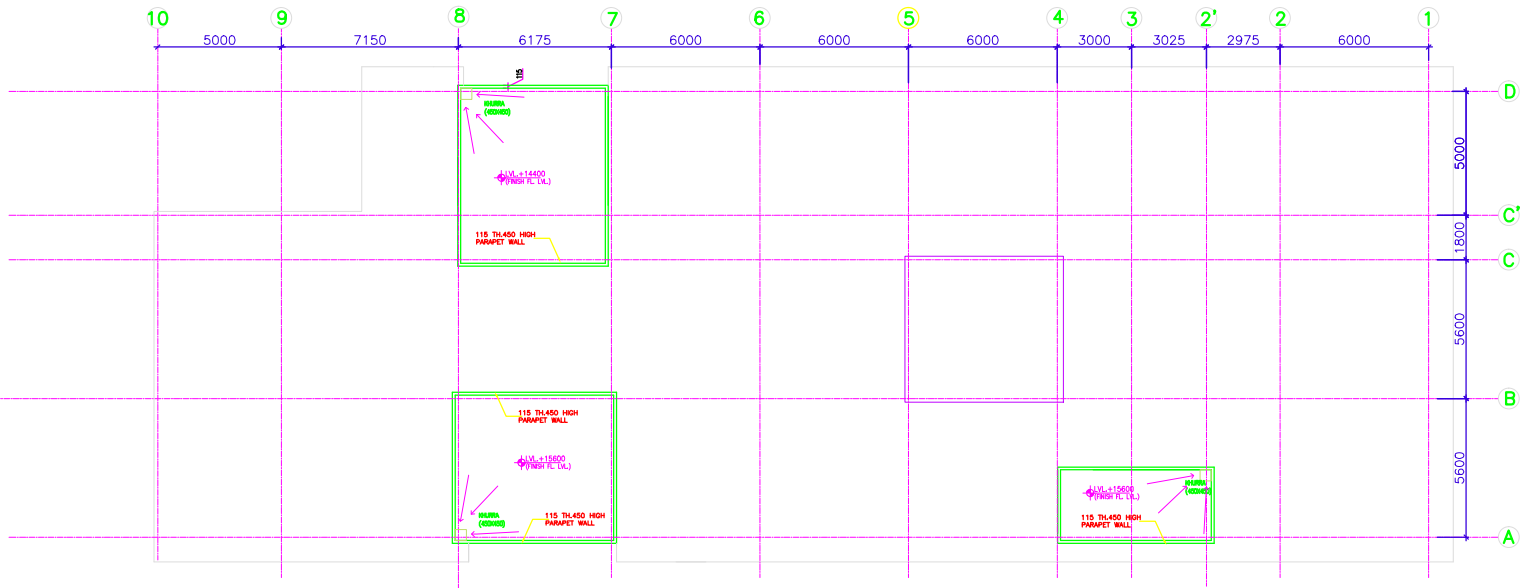 10 9 8 7 6 5 4 3 2' 2 1
5000 7150 6175 6000 6000 6000 3000 3025 2975 6000
115
D
KHURRA
(450X450)
5000
LVL.+14400
(FINISH FL. LVL.)
C'
115 TH.450 HIGH
PARAPET WALL
1800
C
5600
B
115 TH.450 HIGH
PARAPET WALL
LVL.+15600
(FINISH FL. LVL.)
5600
KHURRA
(450X450)
115 TH.450 HIGH
PARAPET WALL
KHURRA
(450X450)
LVL.+15600
(FINISH FL. LVL.)
115 TH.450 HIGH
PARAPET WALL
A